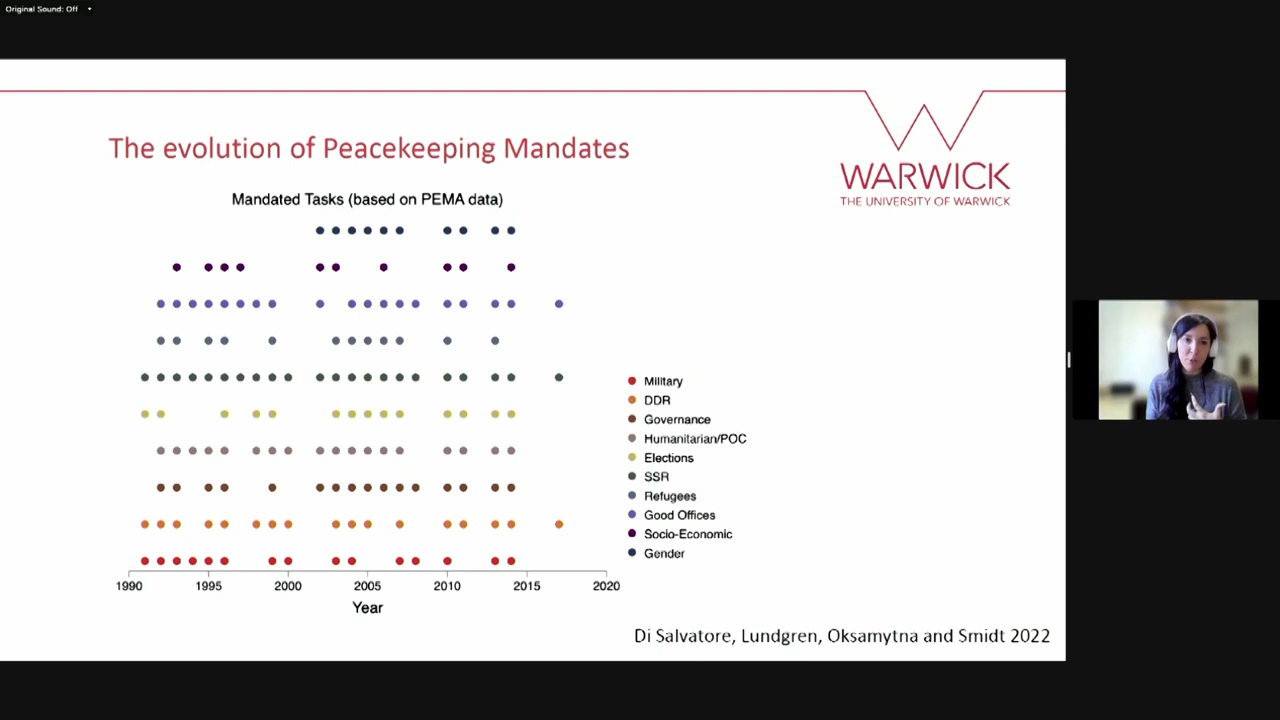 Original Sound: Off
The evolution of Peacekeeping Mandates
WARWICK
THE UNIVERSITY OF WARWICK
Mandated Tasks (based on PEMA data)
Military
DDR
Governance
Humanitarian/POC
Elections
SSR
Refugees
Good Offices
Socio-Economic
Gender
1990 1995 2000 2005 2010 2015 2020
Year
Di Salvatore, Lundgren, Oksamytna and Smidt 2022